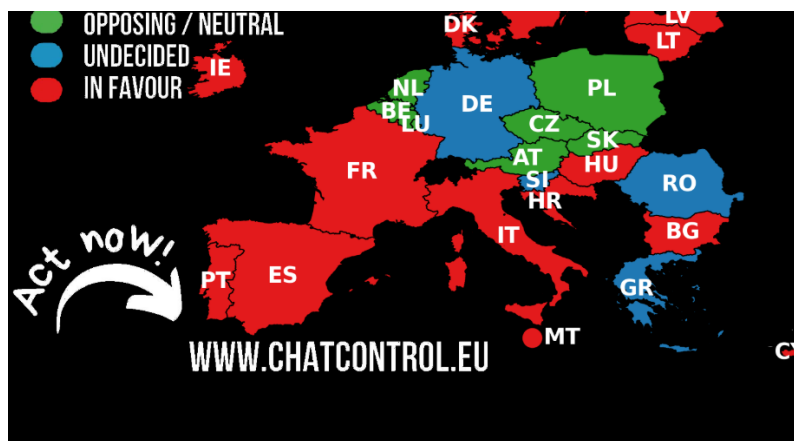 OPPOSING / NEUTRAL
UNDECIDED
IN FAVOUR
DK
LV
LT
IE
NL
BE
LU
DE
PL
CZ
SK
AT
HU
FR
SI
HR
RO
IT
BG
Act now!
PT
ES
GR
MT
CY
WWW.CHATCONTROL.EU